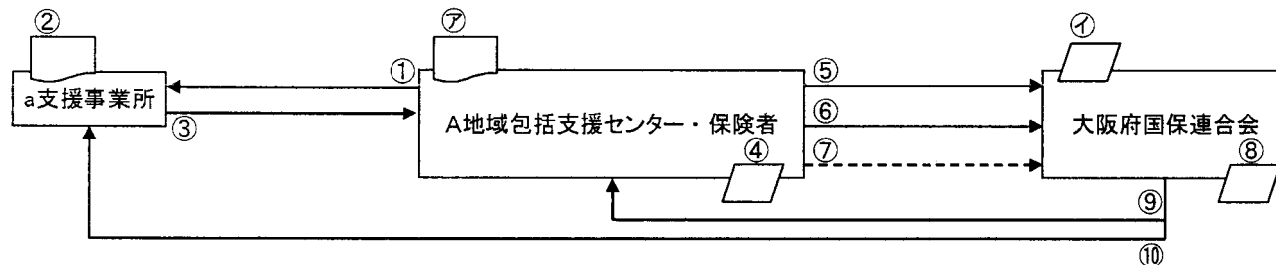 ② ㋐ ㋑
① ⑤
a支援事業所
③ ⑥
A地域包括支援センター・保険者
大阪府国保連合会
④ ⑦ ⑧
⑨
⑩